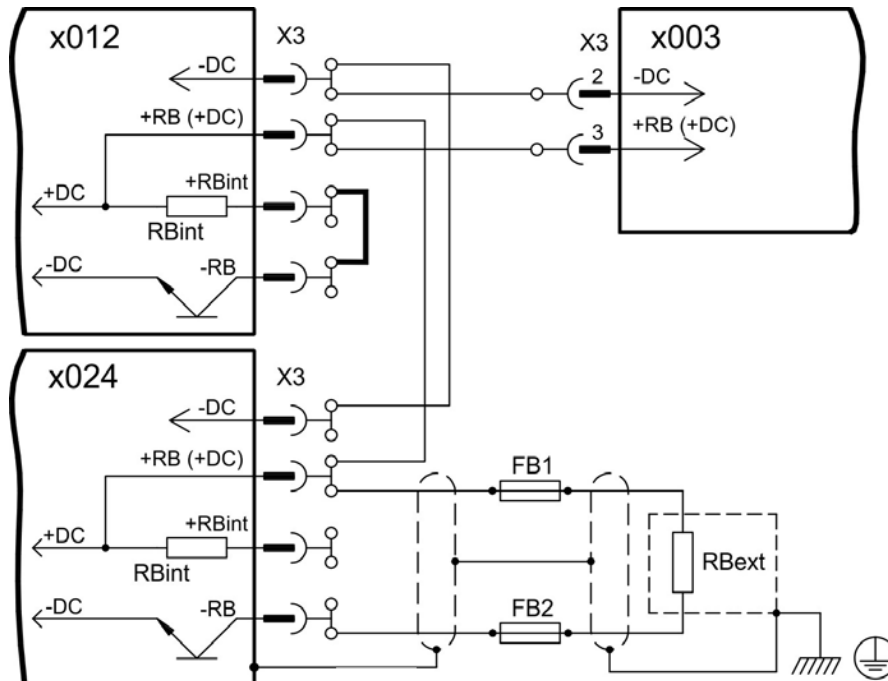 x012
X3
-DC
+RB (+DC)
+DC
+RBint
RBint
-DC
-RB
X3
x003
2
-DC
3
+RB (+DC)
x024
X3
-DC
+RB (+DC)
+DC
+RBint
RBint
-DC
-RB
FB1
FB2
RBext